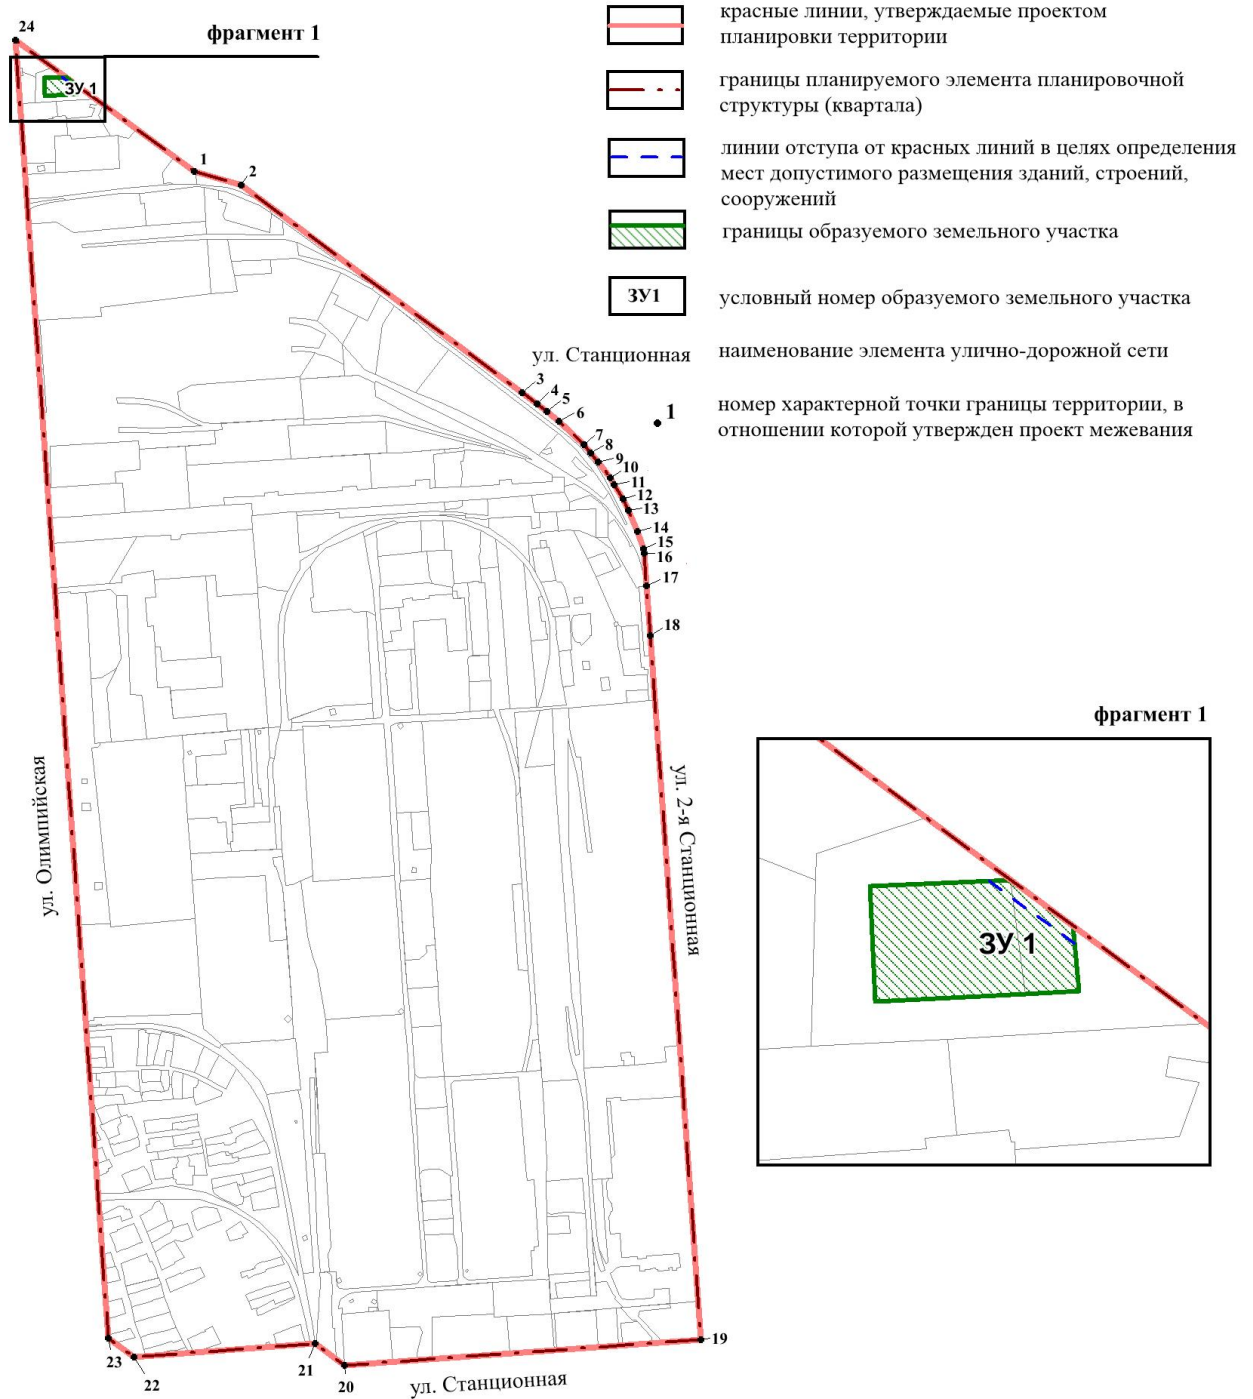 24
фрагмент 1
ЗУ 1
1
2
красные линии, утверждаемые проектом
планировки территории
границы планируемого элемента планировочной
структуры (квартала)
линии отступа от красных линий в целях определения
мест допустимого размещения зданий, строений,
сооружений
границы образуемого земельного участка
ЗУ1
условный номер образуемого земельного участка
ул. Станционная
наименование элемента улично-дорожной сети
1
номер характерной точки границы территории, в
отношении которой утвержден проект межевания
3
4
5
6
7
8
9
10
11
12
13
14
15
16
17
18
ул. Олимпийская
ул. 2-я Станционная
фрагмент 1
ЗУ 1
19
23
22
21
20
ул. Станционная